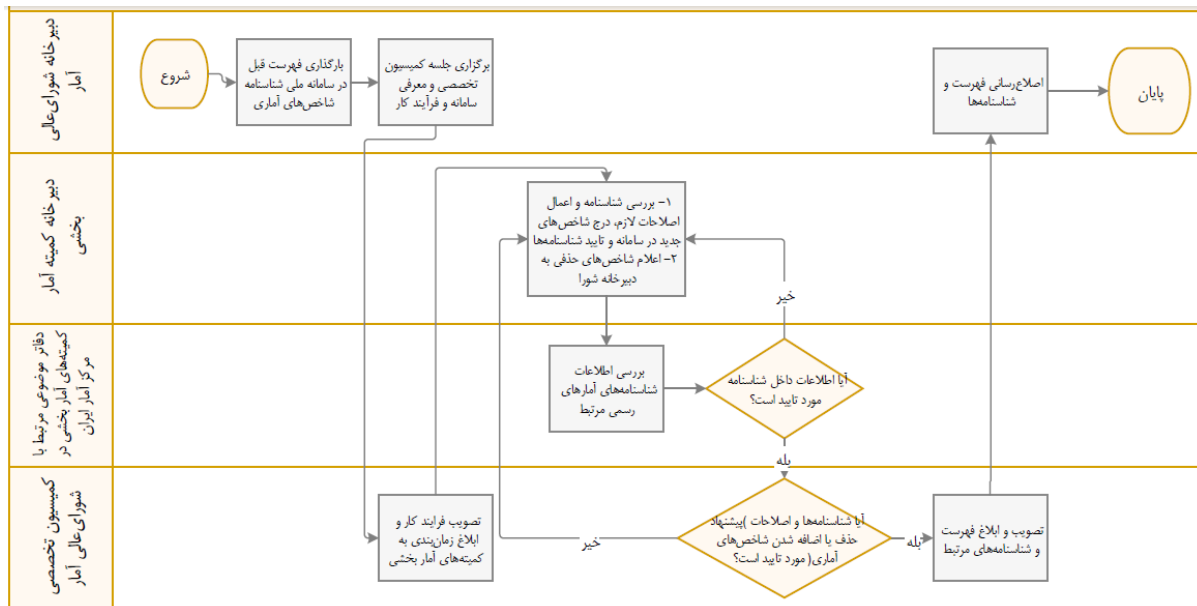 دبیرخانه شورای‌عالی
آمار
شروع
بارگذاری فهرست قبل
در سامانه ملی شناسنامه
شاخص‌های آماری
برگزاری جلسه کمیسیون
تخصصی و معرفی
سامانه و فرآیند کار
اصلاع‌رسانی فهرست و
شناسنامه‌ها
پایان
دبیرخانه کمیته آمار
بخشی
۱- بررسی شناسنامه و اعمال
اصلاحات لازم، درج شاخص‌های
جدید در سامانه و تایید شناسنامه‌ها
۲- اعلام شاخص‌های حذفی به
دبیرخانه شورا
خیر
دفاتر موضوعی مرتبط با
کمیته‌های آمار بخشی در
مرکز آمار ایران
بررسی اطلاعات
شناسنامه‌های آمارهای
رسمی مرتبط
آیا اطلاعات داخل شناسنامه
مورد تایید است؟
بله
کمیسیون تخصصی
شورای‌عالی آمار
تصویب فرایند کار و
ابلاغ زمان‌بندی به
کمیته‌های آمار بخشی
خیر
آیا شناسنامه‌ها و اصلاحات )پیشنهاد
حذف یا اضافه شدن شاخص‌های
آماری( مورد تایید است؟
بله
تصویب و ابلاغ فهرست
و شناسنامه‌های مرتبط